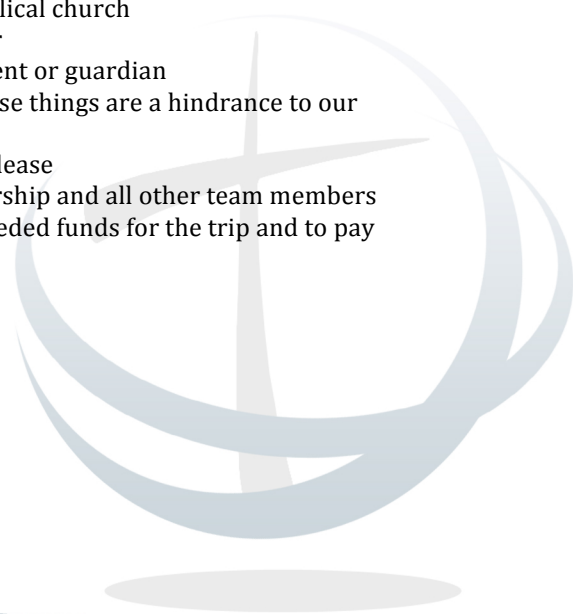 lical church
.
ent or guardian
se things are a hindrance to our
lease
rship and all other team members
eded funds for the trip and to pay